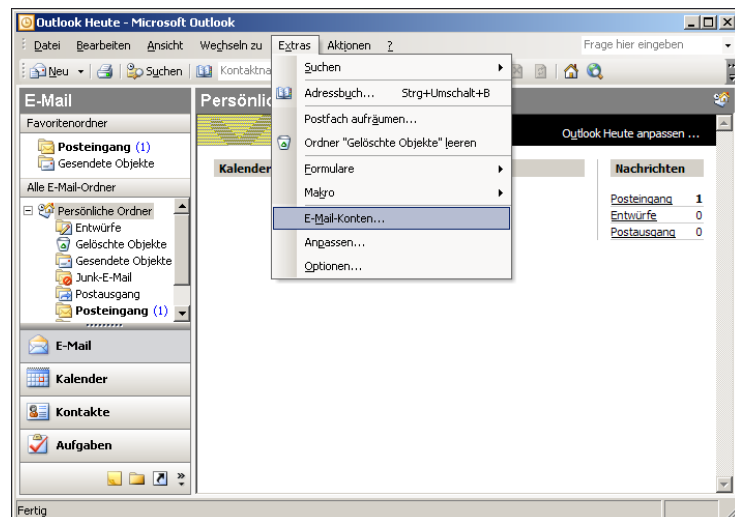 Outlook Heute - Microsoft Outlook
Datei Bearbeiten Ansicht Wechseln zu Extras Aktionen ? Frage hier eingeben
Neu Suchen Kontaktna
E-Mail
Favoritenordner
Posteingang (1)
Gesendete Objekte
Alle E-Mail-Ordner
Persönliche Ordner
Entwürfe
Gelöschte Objekte
Gesendete Objekte
Junk-E-Mail
Postausgang
Posteingang (1)
E-Mail
Kalender
Kontakte
Aufgaben
Persönlic
Outlook Heute anpassen ...
Kalender
Nachrichten
Posteingang 1
Entwürfe 0
Postausgang 0
Suchen
Adressbuch... Strg+Umschalt+B
Postfach aufräumen...
Ordner "Gelöschte Objekte" leeren
Formulare
Makro
E-Mail-Konten...
Anpassen...
Optionen...
Fertig